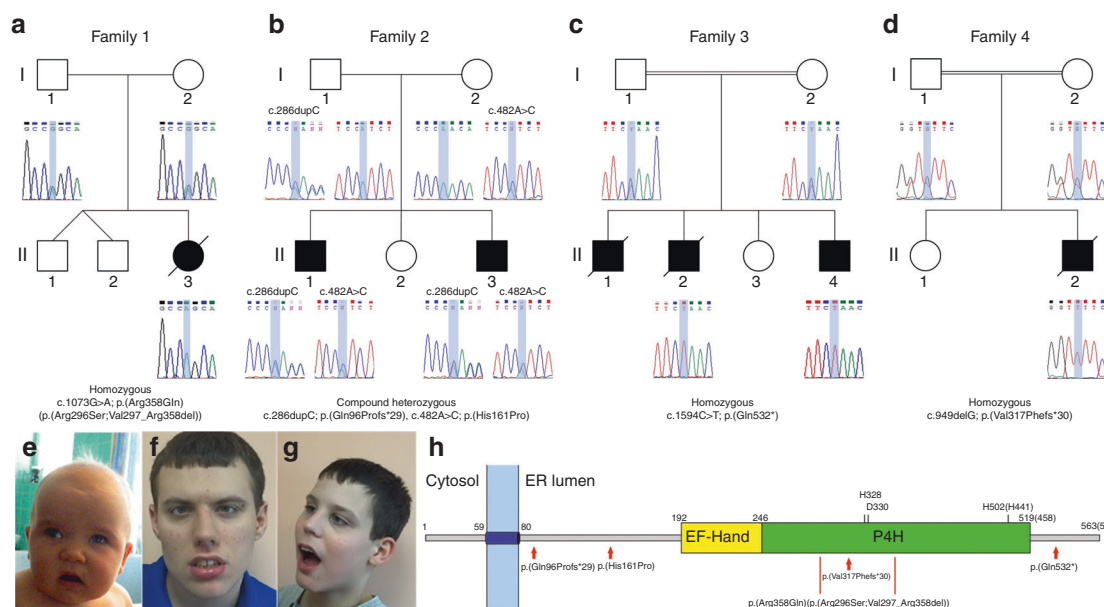 a
Family 1
b
Family 2
c
Family 3
d
Family 4
I
1
2
I
1
2
I
1
2
I
1
2
c.286dupC
c.482A>C
G C C G G C A
G C C G G C A
T C C A T C T
C C C A A C A
T T C T A A C
T T C T A A C
II
1
2
3
II
1
2
3
II
1
2
3
4
II
1
2
c.286dupC
c.482A>C
c.286dupC
c.482A>C
G C C A G C A
Homozygous
c.1073G>A; p.(Arg358Gln)
(p.(Arg296Ser;Val297_Arg358del))
Compound heterozygous
c.286dupC; p.(Gln96Profs*29), c.482A>C; p.(His161Pro)
Homozygous
c.1594C>T; p.(Gln532*)
Homozygous
c.949delG; p.(Val317Phefs*30)
e
f
g
h
Cytosol
ER lumen
H328
D330
H502(H441)
1
59
80
192
246
519(458)
563(5
EF-Hand
P4H
p.(Gln96Profs*29)
p.(His161Pro)
p.(Val317Phefs*30)
p.(Gln532*)
p.(Arg358Gln)(p.(Arg296Ser;Val297_Arg358del))